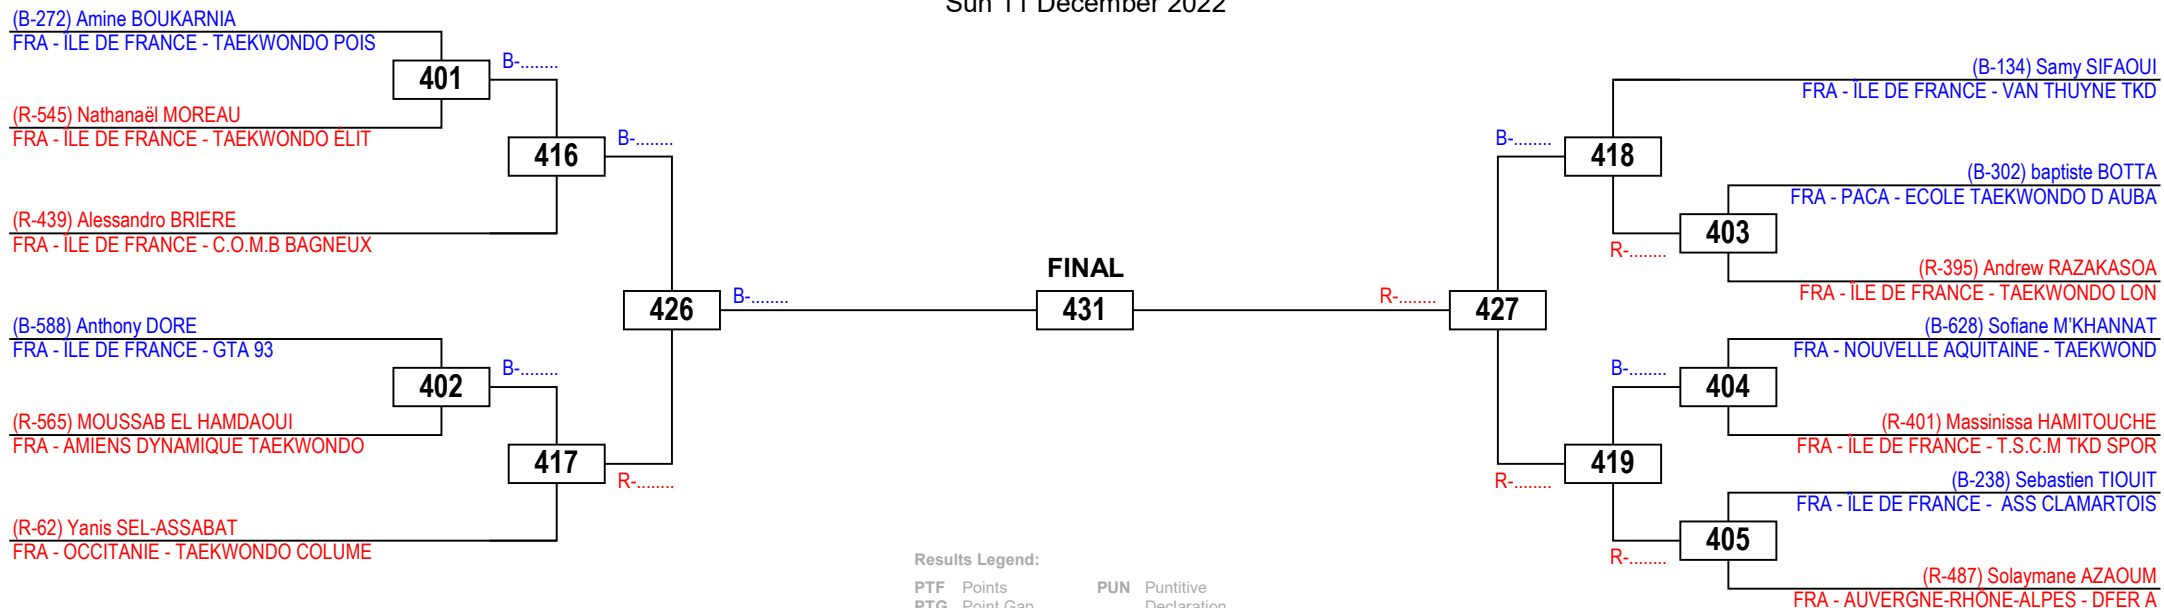 Sun 11 December 2022
(B-272) Amine BOUKARNIA
FRA - ÎLE DE FRANCE - TAEKWONDO POIS
401
B-........
(R-545) Nathanaël MOREAU
FRA - ÎLE DE FRANCE - TAEKWONDO ÉLIT
416
B-........
(R-439) Alessandro BRIÈRE
FRA - ÎLE DE FRANCE - C.O.M.B BAGNEUX
426
B-........
(B-588) Anthony DORE
FRA - ÎLE DE FRANCE - GTA 93
402
B-........
(R-565) MOUSSAB EL HAMDAOUI
FRA - AMIENS DYNAMIQUE TAEKWONDO
417
R-........
(R-62) Yanis SEL-ASSABAT
FRA - OCCITANIE - TAEKWONDO COLUME
FINAL
431
(B-134) Samy SIFAOUI
FRA - ÎLE DE FRANCE - VAN THUYNE TKD
B-........
418
(B-302) baptiste BOTTA
FRA - PACA - ECOLE TAEKWONDO D AUBA
403
R-........
(R-395) Andrew RAZAKASOA
FRA - ÎLE DE FRANCE - TAEKWONDO LON
R-........
427
(B-628) Sofiane M'KHANNAT
FRA - NOUVELLE AQUITAINE - TAEKWOND
B-........
404
(R-401) Massinissa HAMITOUCHE
FRA - ÎLE DE FRANCE - T.S.C.M TKD SPOR
R-........
419
(B-238) Sebastien TIOUIT
FRA - ÎLE DE FRANCE - ASS CLAMARTOIS
405
R-........
(R-487) Solaymane AZAOUM
FRA - AUVERGNE-RHÔNE-ALPES - DFER A
Results Legend:
PTF Points PUN Puntitive
PTG Point Gap Declaration